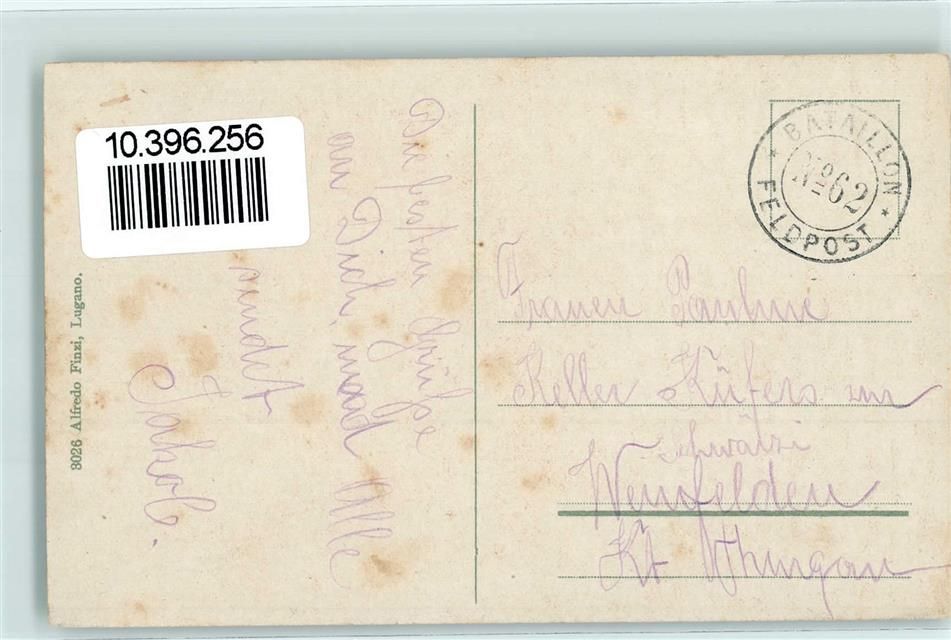 10.396.256
3026 Alfredo Finzi, Lugano.
Die besten Grüße
an Dich und Alle
sendet
Jakob.
BATAILLON
No 62
FELDPOST
Frauen Pauline
Keller Küfers zur
Weinfelden
Kt Thurgau